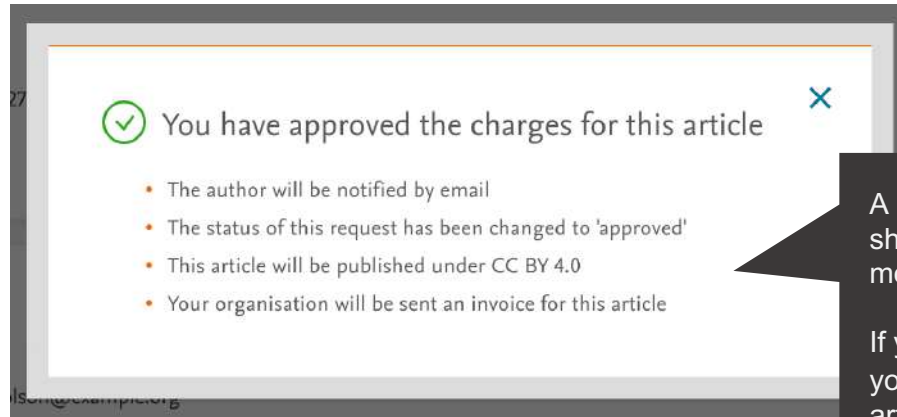 27
You have approved the charges for this article
• The author will be notified by email
• The status of this request has been changed to 'approved'
• This article will be published under CC BY 4.0
• Your organisation will be sent an invoice for this article
A
If